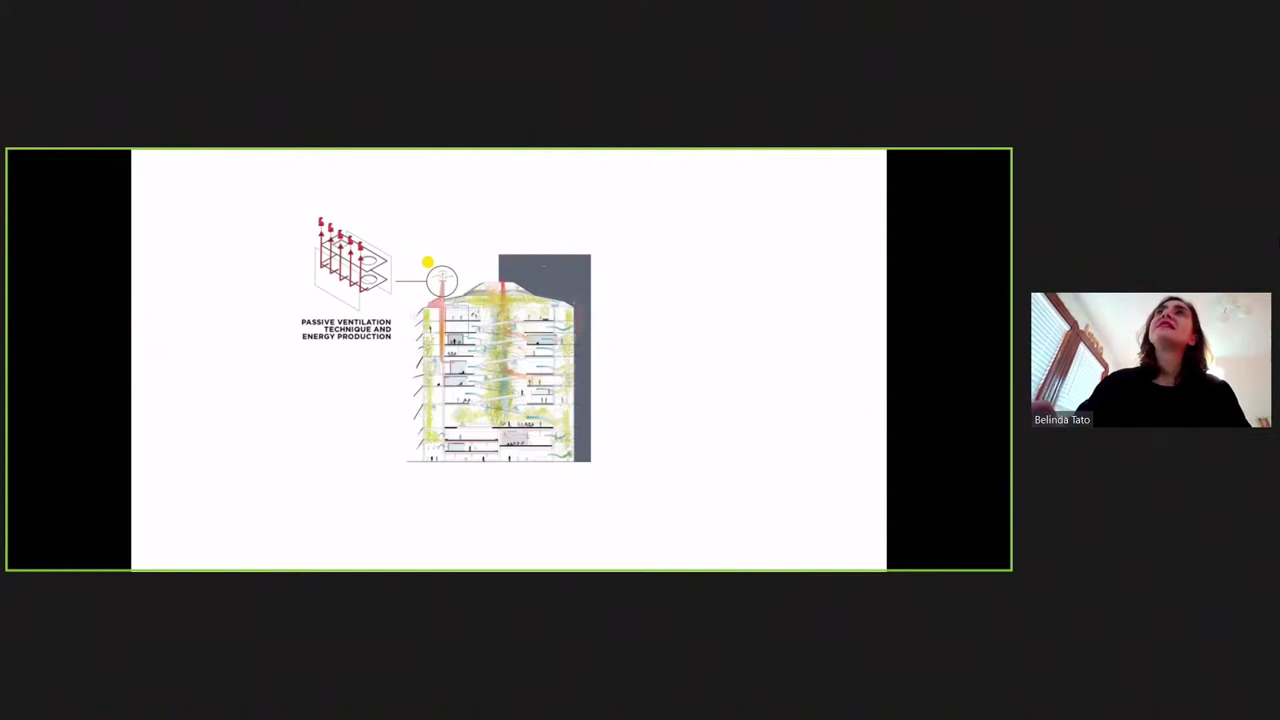 PASSIVE VENTILATION
TECHNIQUE AND
ENERGY PRODUCTION
Belinda Tato